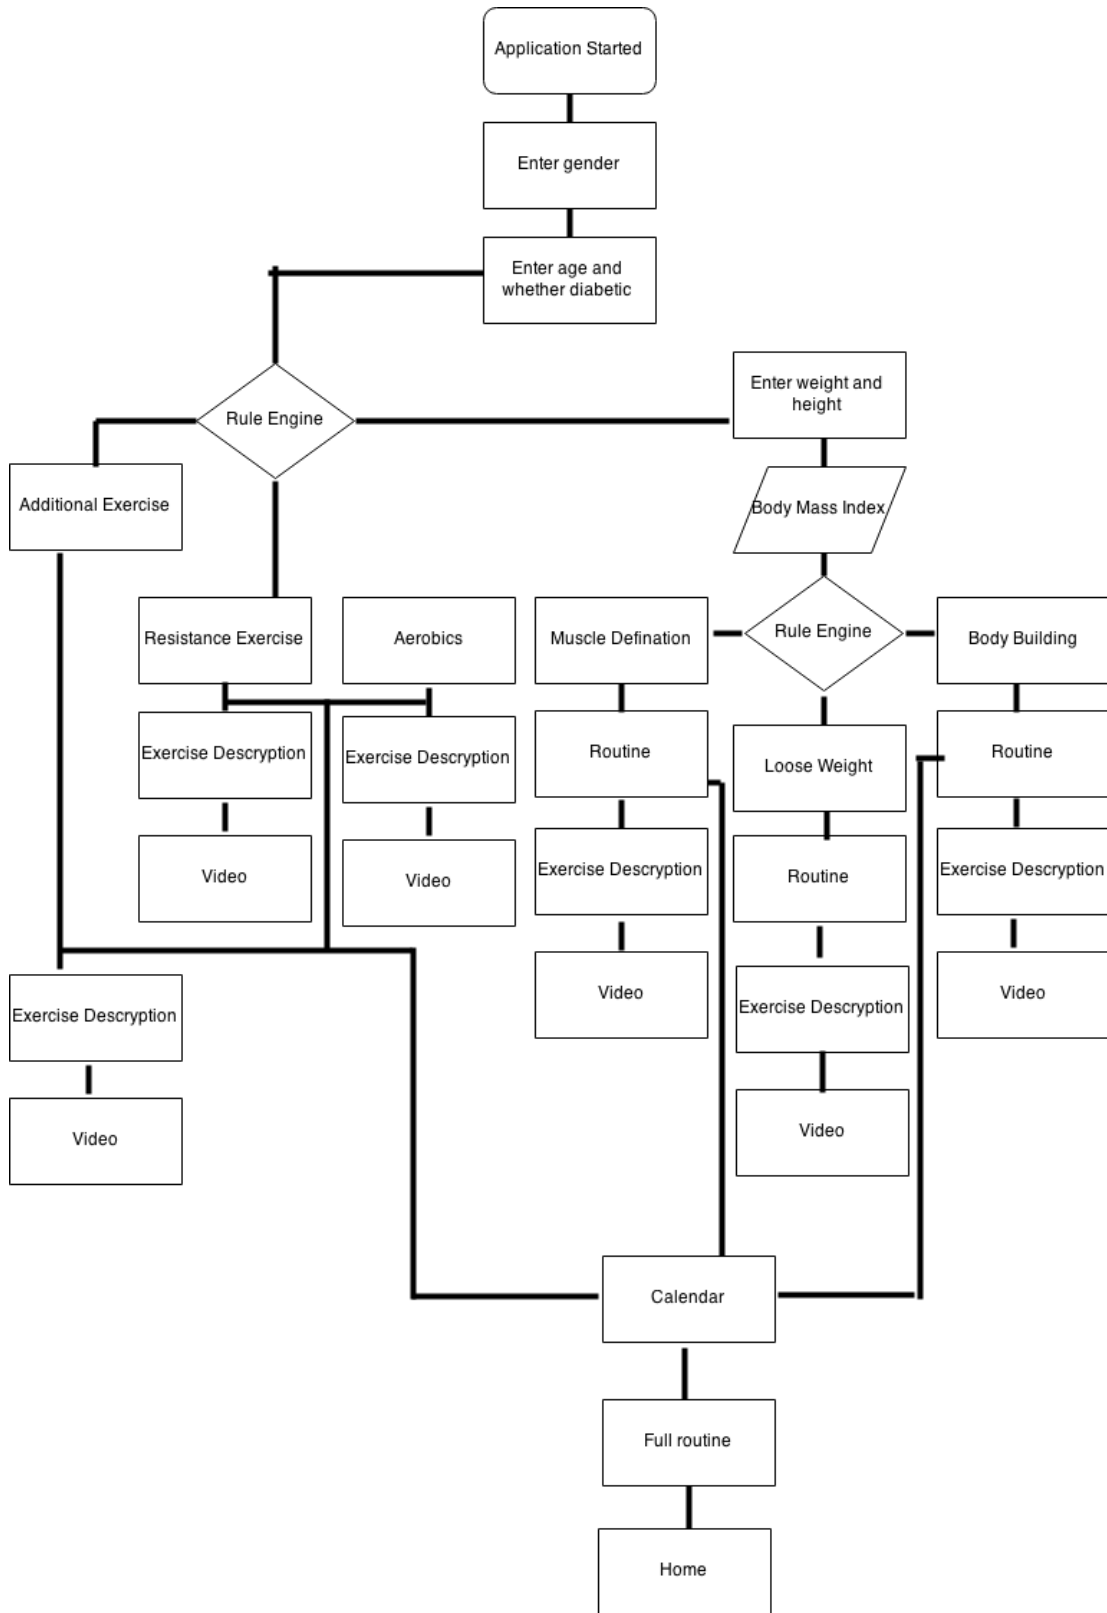 Application Started
Enter gender
Enter age and
whether diabetic
Enter weight and
height
Rule Engine
Additional Exercise
Body Mass Index
Resistance Exercise
Aerobics
Muscle Defination
Rule Engine
Body Building
Exercise Descryption
Exercise Descryption
Routine
Loose Weight
Routine
Video
Video
Exercise Descryption
Routine
Exercise Descryption
Video
Exercise Descryption
Video
Exercise Descryption
Video
Video
Calendar
Full routine
Home